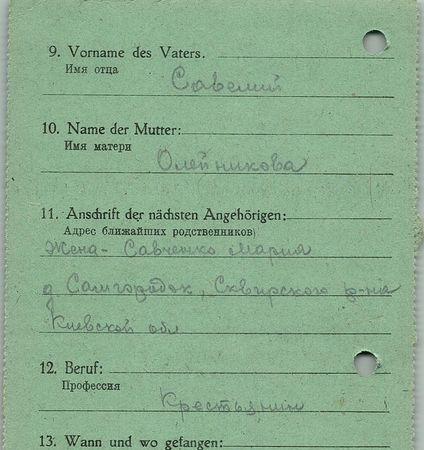 9. Vorname des Vaters.
Имя отца
Савелий
10. Name der Mutter:
Имя матери
Олейникова
11. Anschrift der nächsten Angehörigen:
Адрес ближайших родственников)
Жена- Савченко Мария
д Самгородок, Сквирского р-на
Киевской обл
12. Beruf:
Профессия
Крестьянин
13. Wann und wo gefangen: